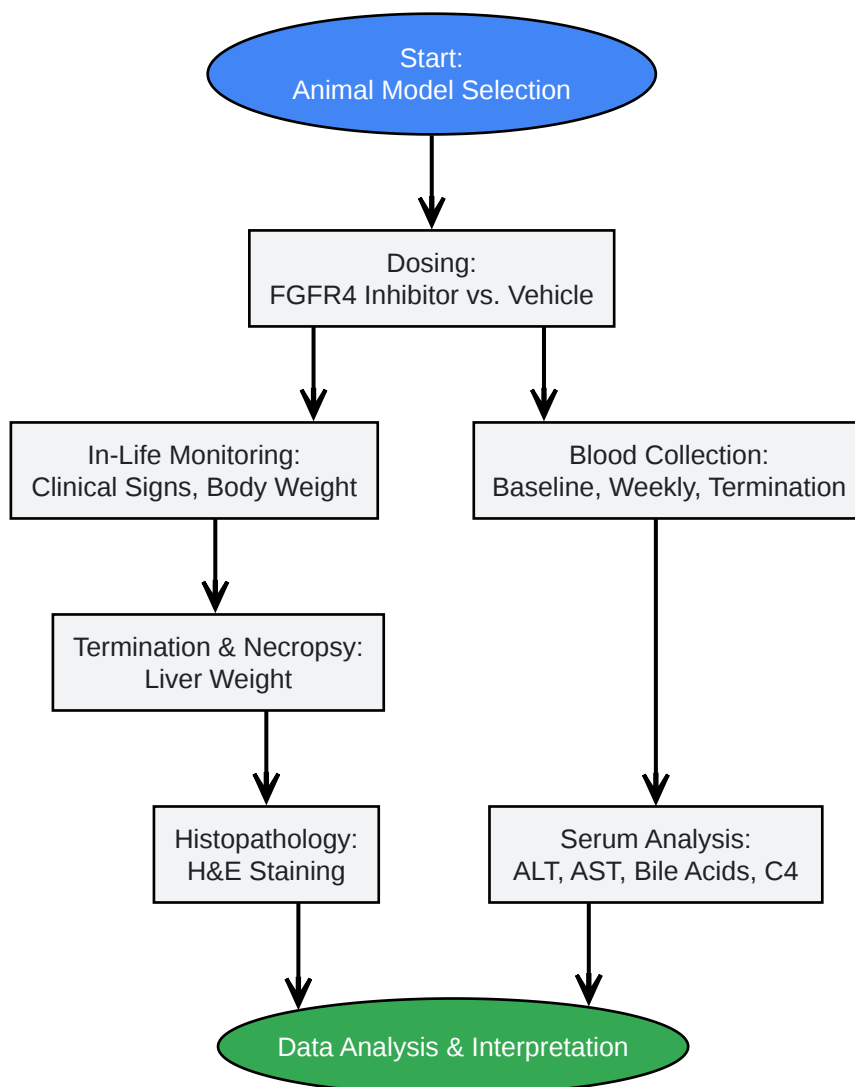 Start:
Animal Model Selection
Dosing:
FGFR4 Inhibitor vs. Vehicle
In-Life Monitoring:
Clinical Signs, Body Weight
Blood Collection:
Baseline, Weekly, Termination
Termination & Necropsy:
Liver Weight
Histopathology:
H&E Staining
Serum Analysis:
ALT, AST, Bile Acids, C4
Data Analysis & Interpretation